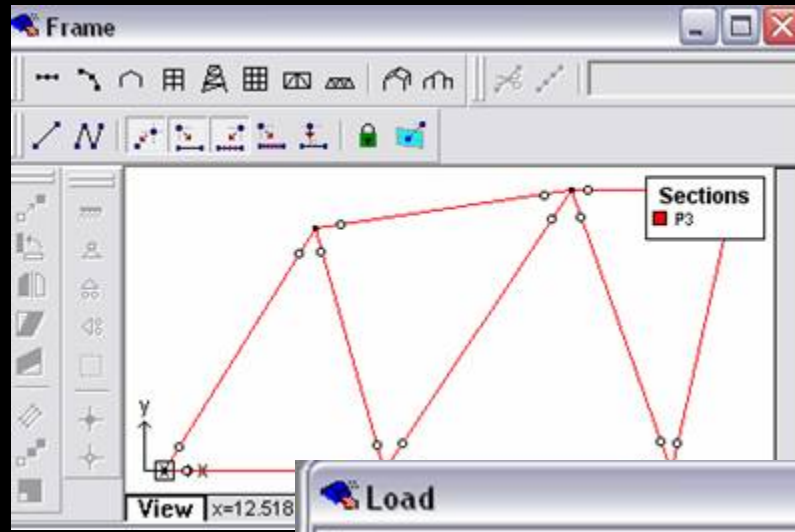 Frame
Sections
P3
y
x
View x=12.518
Load